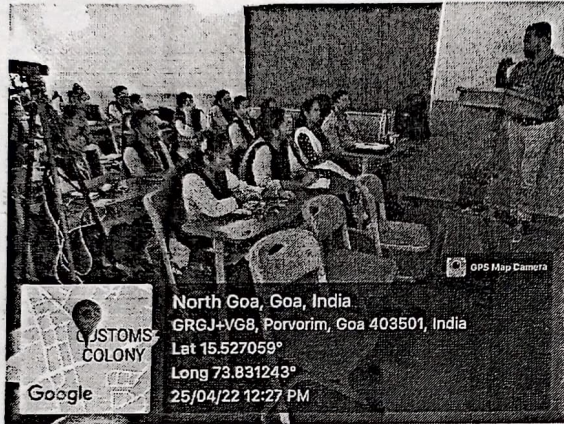 GPS Map Camera
CUSTOMS
COLONY
Google
North Goa, Goa, India
GRGJ+VG8, Porvorim, Goa 403501, India
Lat 15.527059°
Long 73.831243°
25/04/22 12:27 PM